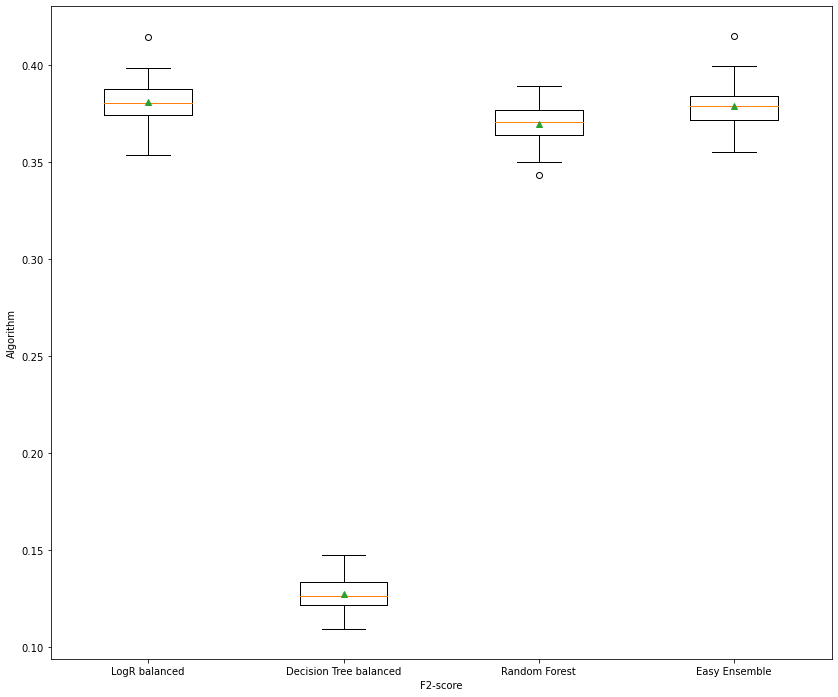 0.40
0.35
0.30
0.25
0.20
0.15
0.10
Algorithm
LogR balanced
Decision Tree balanced
Random Forest
Easy Ensemble
F2-score